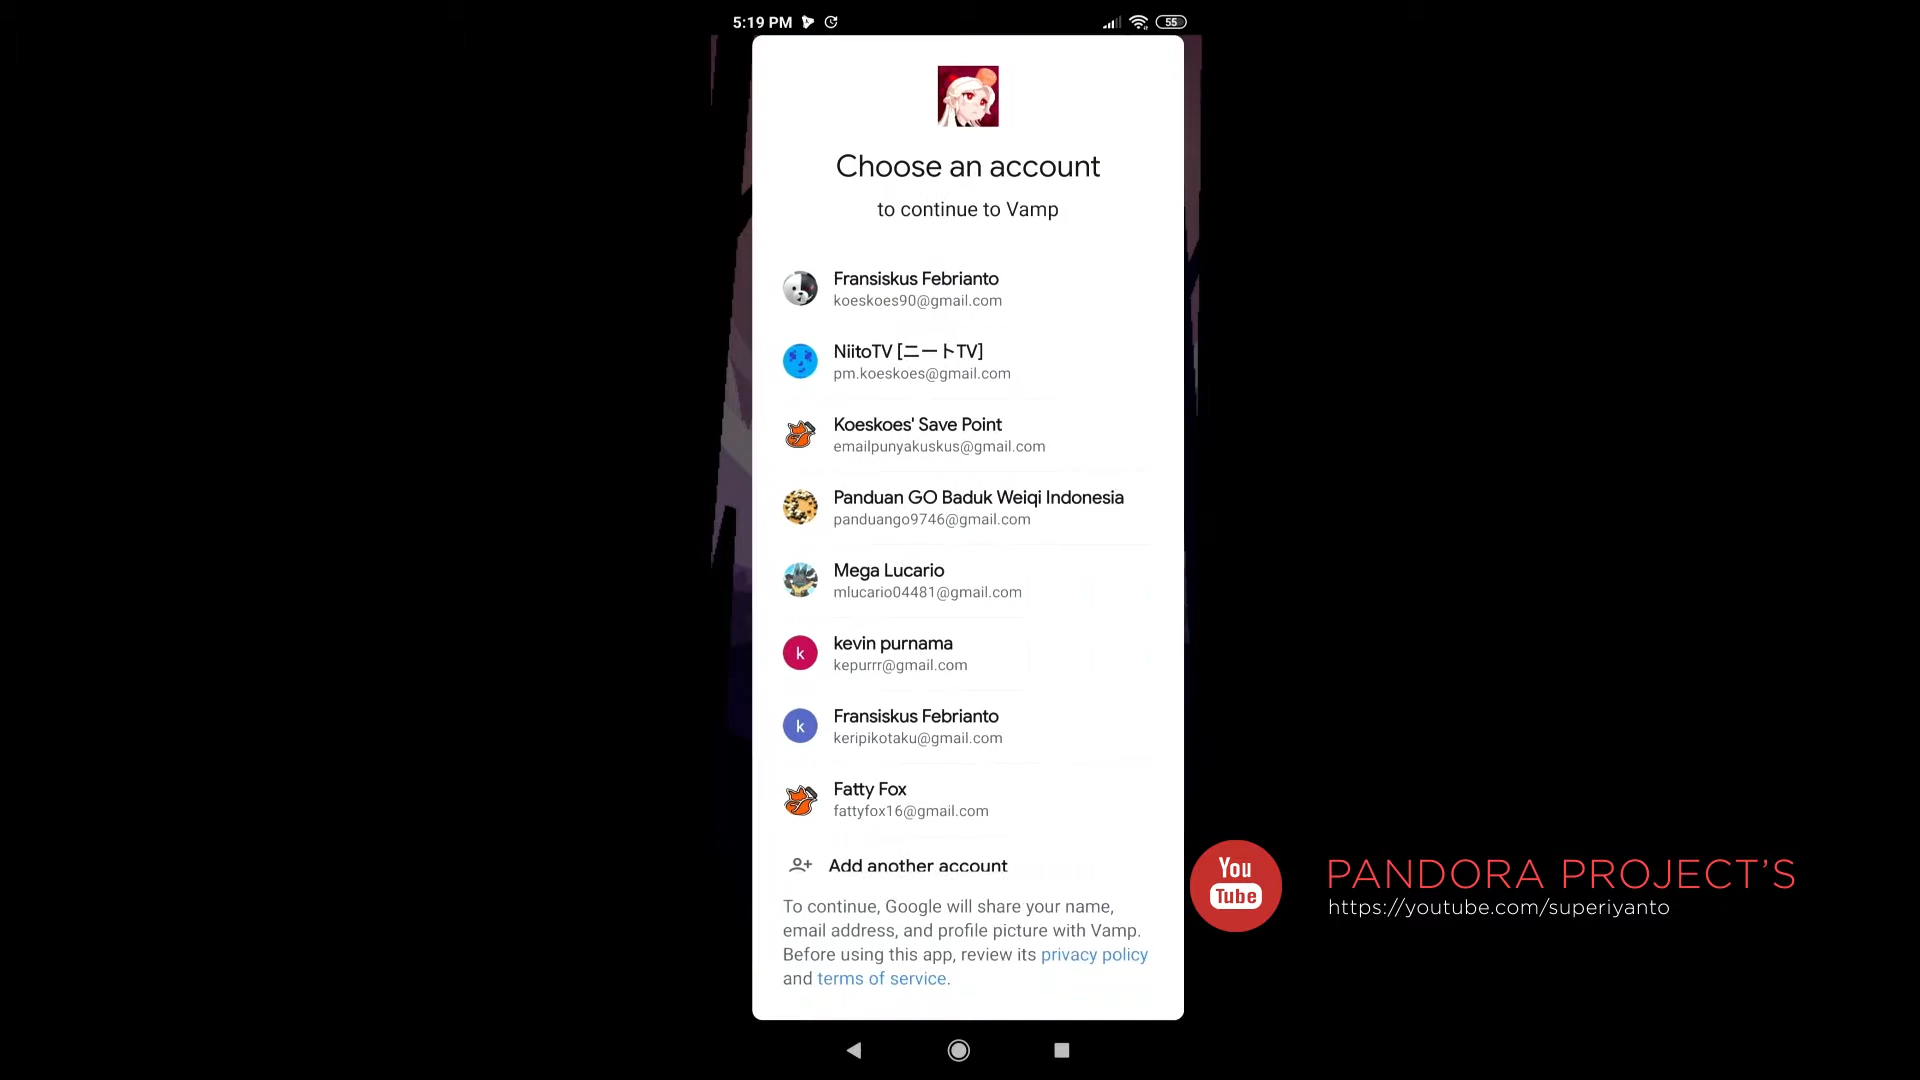 5:19 PM
55
Choose an account
to continue to Vamp
Fransiskus Febrianto
koeskoes90@gmail.com
NiitoTV [ニートTV]
pm.koeskoes@gmail.com
Koeskoes' Save Point
emailpunyakuskus@gmail.com
Panduan GO Baduk Weiqi Indonesia
panduango9746@gmail.com
Mega Lucario
mlucario04481@gmail.com
k
kevin purnama
kepurrr@gmail.com
k
Fransiskus Febrianto
keripikotaku@gmail.com
Fatty Fox
fattyfox16@gmail.com
Add another account
To continue, Google will share your name,
email address, and profile picture with Vamp.
Before using this app, review its privacy policy
and terms of service.
You
Tube
PANDORA PROJECT'S
https://youtube.com/superiyanto